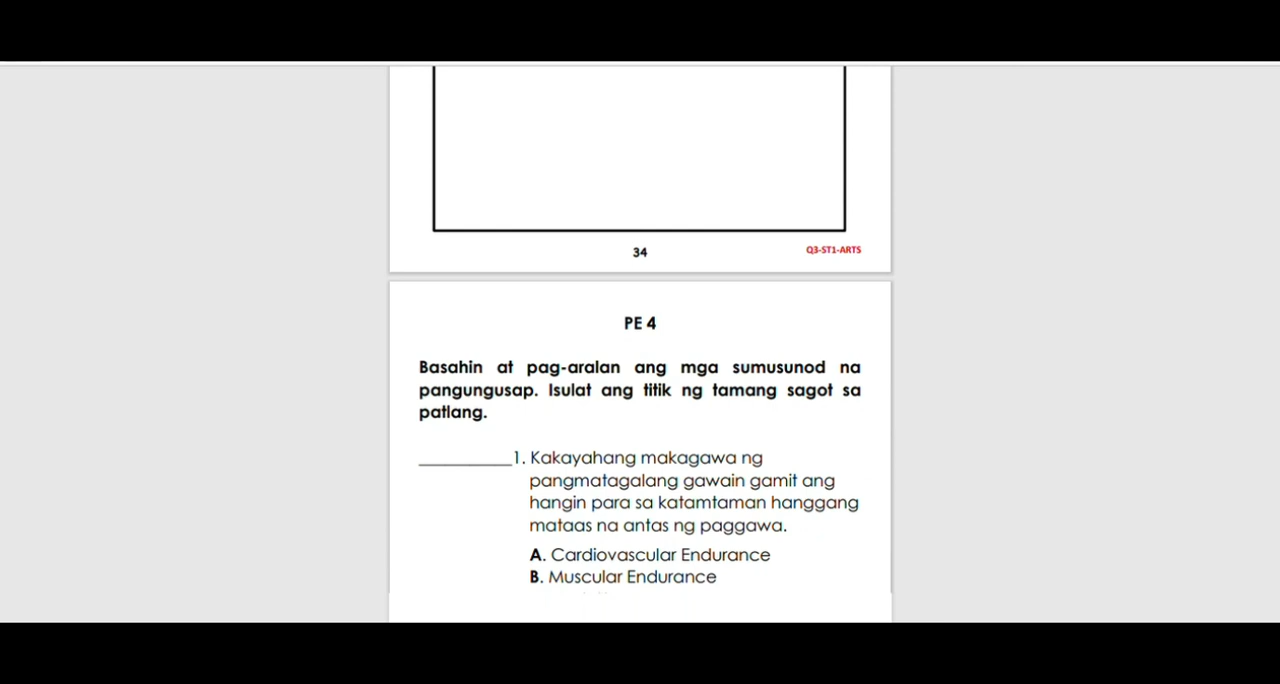 34
Q3-ST1-ARTS
PE 4
Basahin at pag-aralan ang mga sumusunod na
pangungusap. Isulat ang titik ng tamang sagot sa
patlang.
__________1. Kakayahang makagawa ng
pangmatagalang gawain gamit ang
hangin para sa katamtaman hanggang
mataas na antas ng paggawa.
A. Cardiovascular Endurance
B. Muscular Endurance